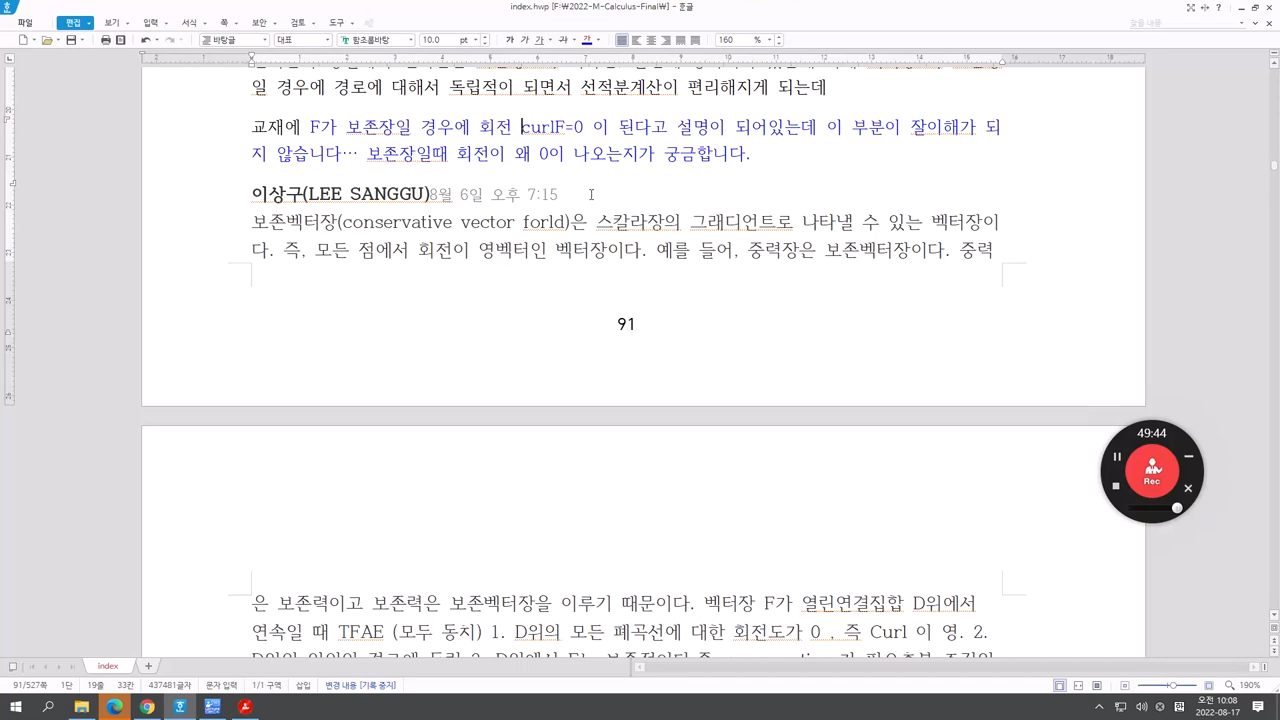 index.hwp [F:\2022-M-Calculus-Final\] - 훈글
파일 편집 보기 입력 서식 쪽 보안 검토 도구
찾을 내용
바탕글 대표 함초롬바탕 10.0 pt 가 가 가 가 가 160 %
일 경우에 경로에 대해서 독립적이 되면서 선적분계산이 편리해지게 되는데
교재에 F가 보존장일 경우에 회전 curlF=0 이 된다고 설명이 되어있는데 이 부분이 잘이해가 되
지 않습니다… 보존장일때 회전이 왜 0이 나오는지가 궁금합니다.
이상구(LEE SANGGU)8월 6일 오후 7:15
보존벡터장(conservative vector forld)은 스칼라장의 그래디언트로 나타낼 수 있는 벡터장이
다. 즉, 모든 점에서 회전이 영벡터인 벡터장이다. 예를 들어, 중력장은 보존벡터장이다. 중력
91
49:44
Rec
은 보존력이고 보존력은 보존벡터장을 이루기 때문이다. 벡터장 F가 열린연결집합 D위에서
연속일 때 TFAE (모두 동치) 1. D위의 모든 폐곡선에 대한 회전도가 0 , 즉 Curl 이 영. 2.
index
91/527쪽 1단 19줄 33칸 437481글자 문자 입력 1/1 구역 삽입 변경 내용 [기록 중지] 190%
오전 10:08
2022-08-17